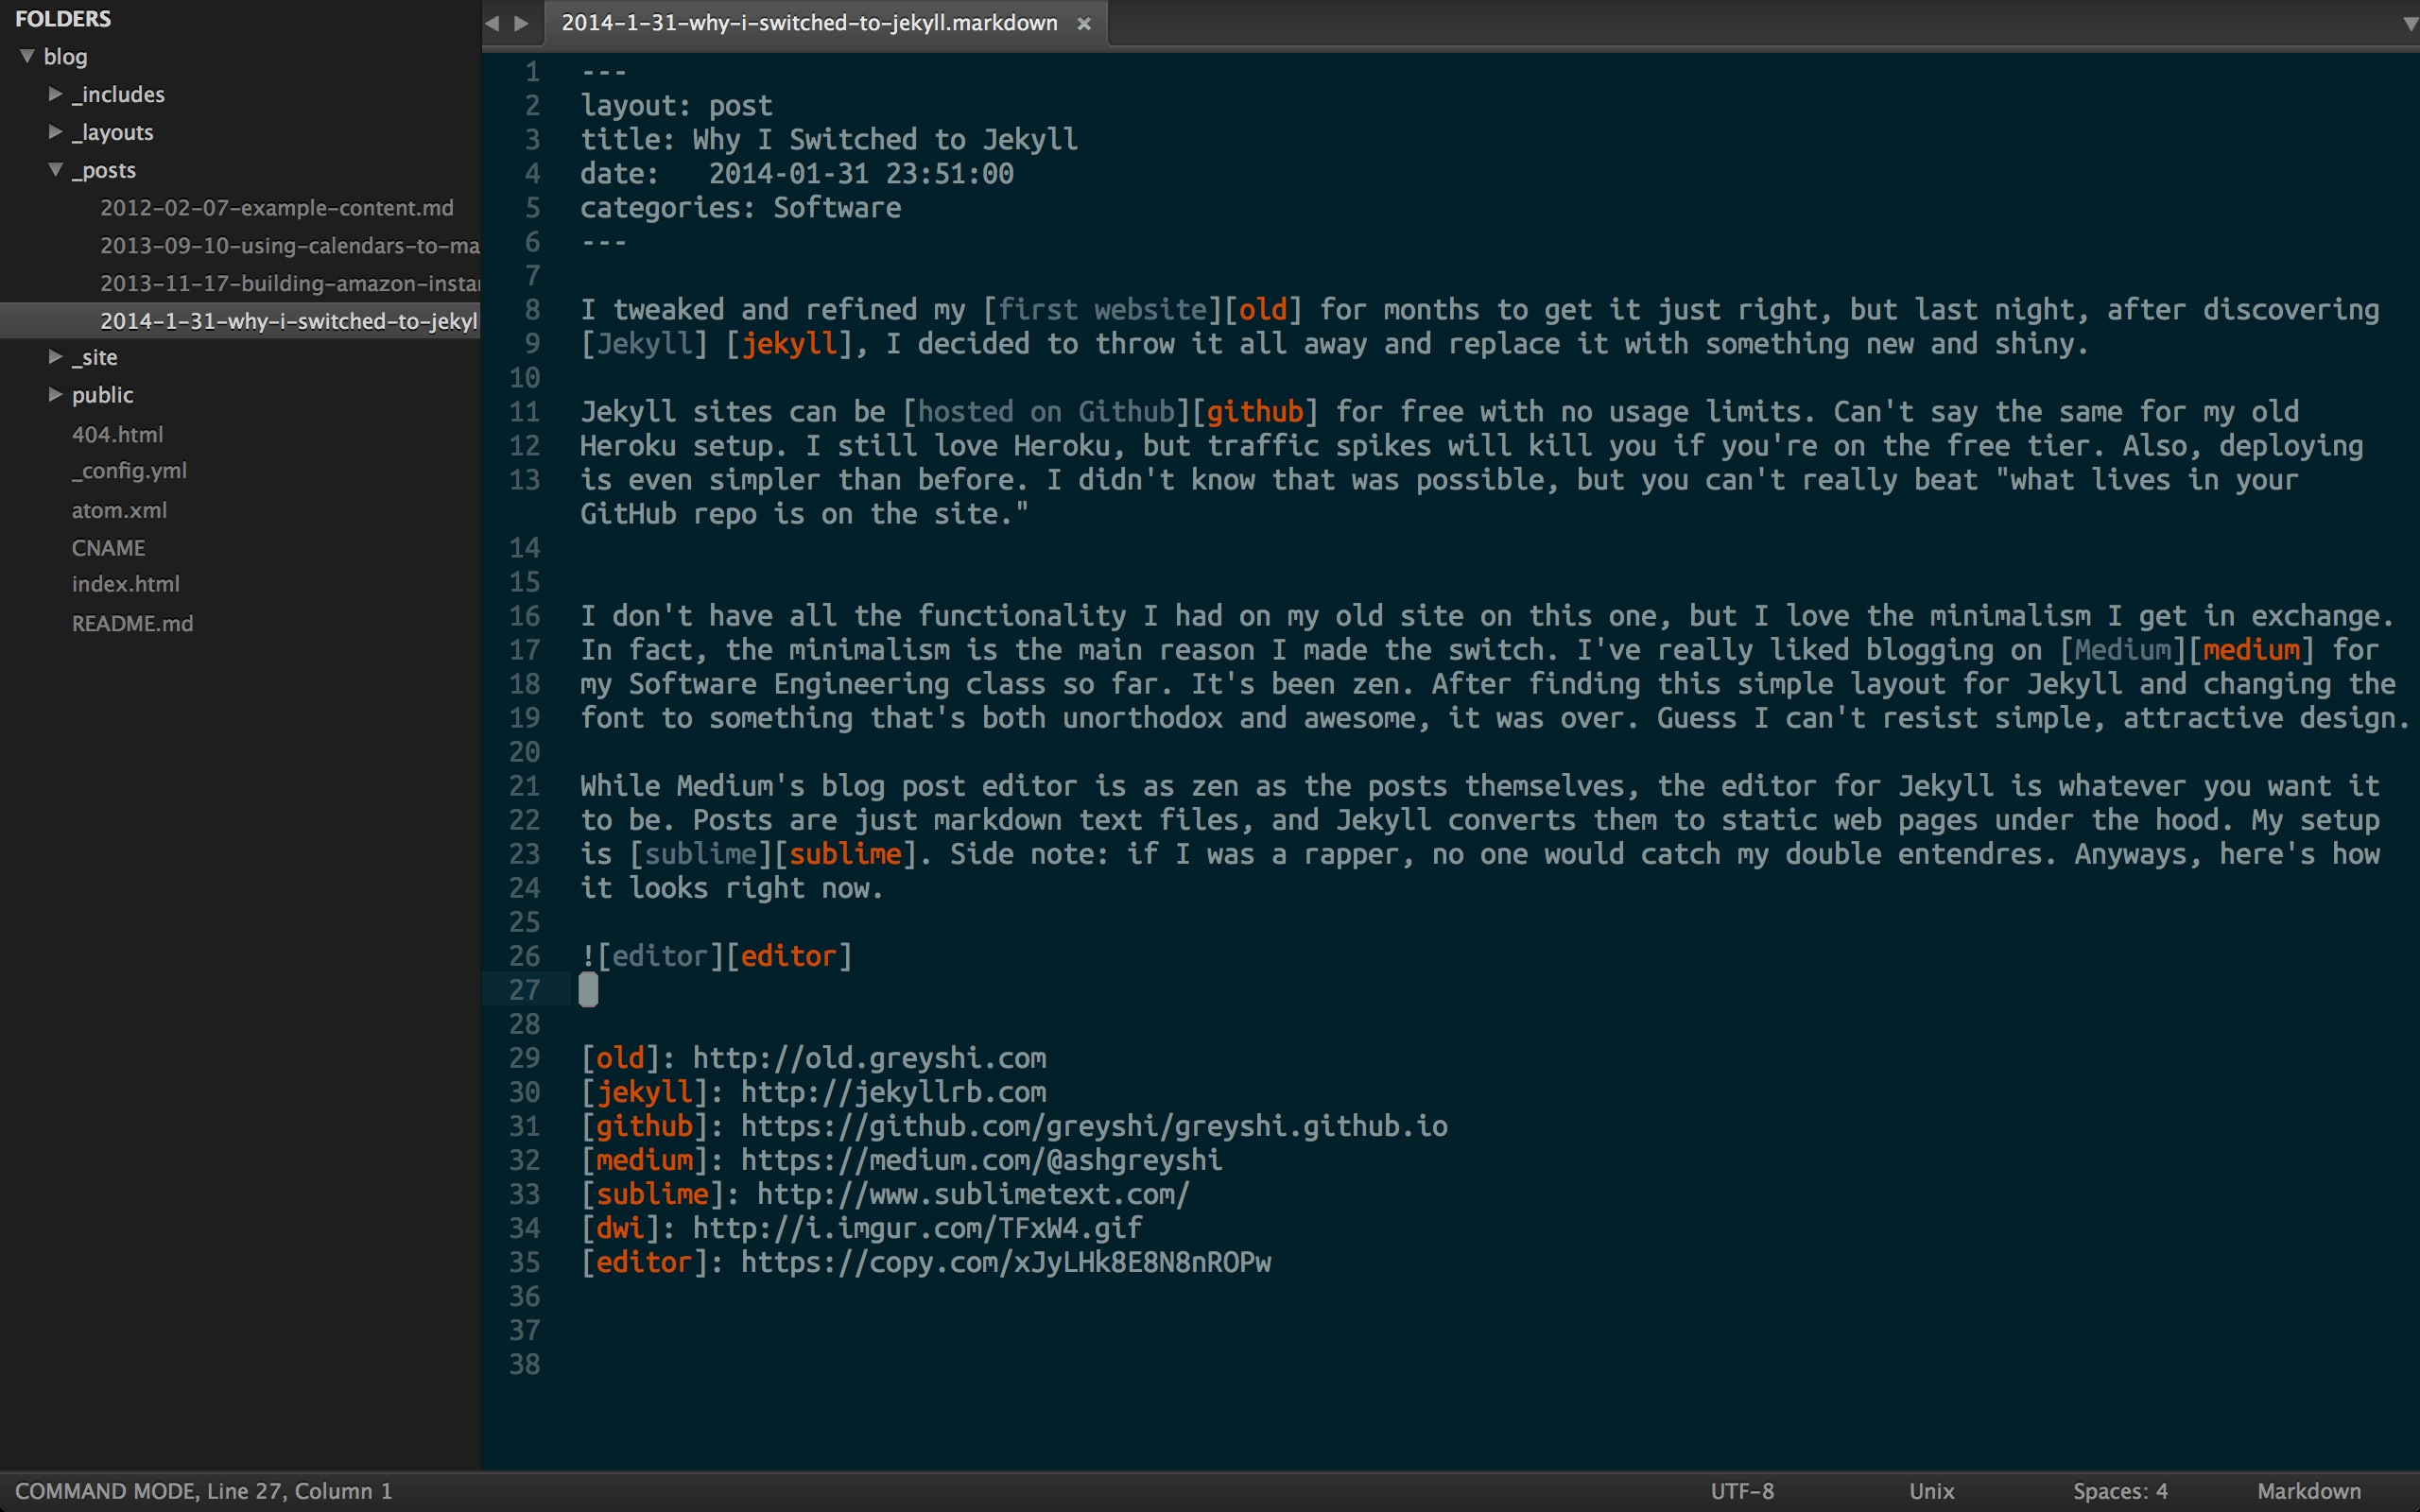 FOLDERS
blog
_includes
_layouts
_posts
2012-02-07-example-content.md
2013-09-10-using-calendars-to-ma
2013-11-17-building-amazon-insta
2014-1-31-why-i-switched-to-jekyl
_site
public
404.html
_config.yml
atom.xml
CNAME
index.html
README.md
2014-1-31-why-i-switched-to-jekyll.markdown ×
1 ---
2 layout: post
3 title: Why I Switched to Jekyll
4 date:   2014-01-31 23:51:00
5 categories: Software
6 ---
7
8 I tweaked and refined my [first website][old] for months to get it just right, but last night, after discovering
9 [Jekyll] [jekyll], I decided to throw it all away and replace it with something new and shiny.
10
11 Jekyll sites can be [hosted on Github][github] for free with no usage limits. Can't say the same for my old
12 Heroku setup. I still love Heroku, but traffic spikes will kill you if you're on the free tier. Also, deploying
13 is even simpler than before. I didn't know that was possible, but you can't really beat "what lives in your
GitHub repo is on the site."
14
15
16 I don't have all the functionality I had on my old site on this one, but I love the minimalism I get in exchange.
17 In fact, the minimalism is the main reason I made the switch. I've really liked blogging on [Medium][medium] for
18 my Software Engineering class so far. It's been zen. After finding this simple layout for Jekyll and changing the
19 font to something that's both unorthodox and awesome, it was over. Guess I can't resist simple, attractive design.
20
21 While Medium's blog post editor is as zen as the posts themselves, the editor for Jekyll is whatever you want it
22 to be. Posts are just markdown text files, and Jekyll converts them to static web pages under the hood. My setup
23 is [sublime][sublime]. Side note: if I was a rapper, no one would catch my double entendres. Anyways, here's how
24 it looks right now.
25
26 ![editor][editor]
27
28
29 [old]: http://old.greyshi.com
30 [jekyll]: http://jekyllrb.com
31 [github]: https://github.com/greyshi/greyshi.github.io
32 [medium]: https://medium.com/@ashgreyshi
33 [sublime]: http://www.sublimetext.com/
34 [dwi]: http://i.imgur.com/TFxW4.gif
35 [editor]: https://copy.com/xJyLHk8E8N8nROPw
36
37
38
COMMAND MODE, Line 27, Column 1
UTF-8
Unix
Spaces: 4
Markdown